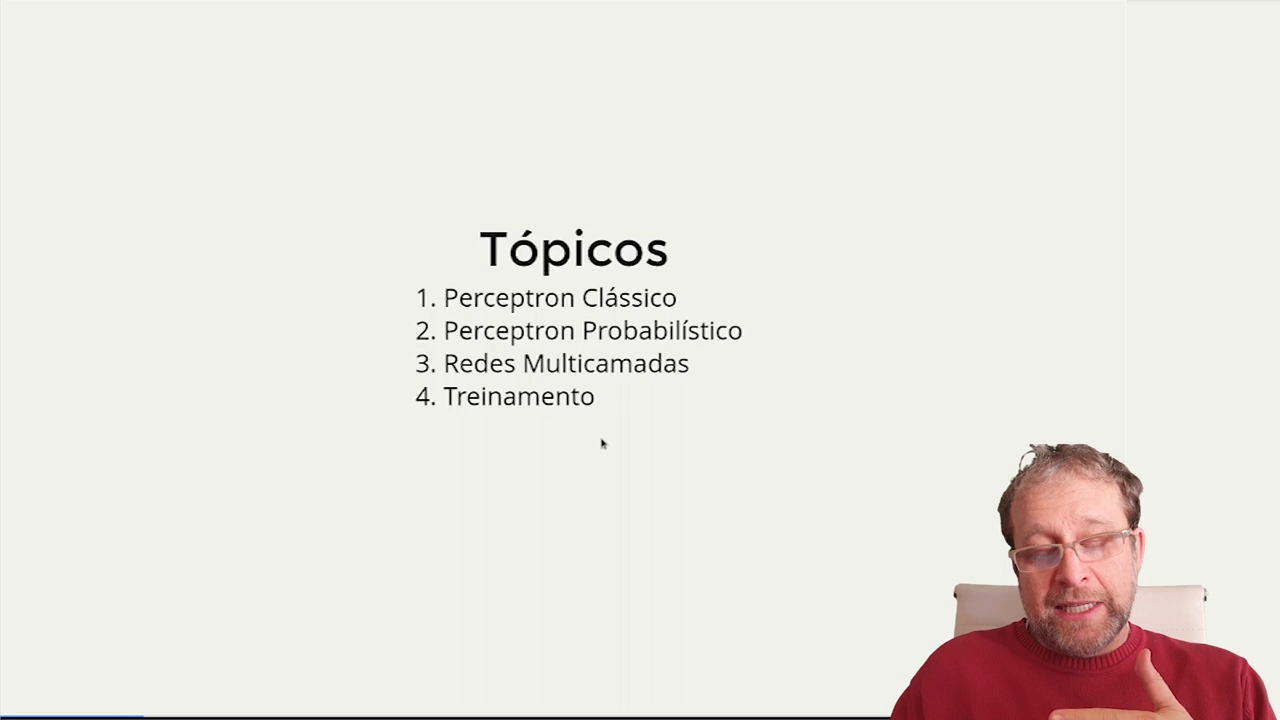 Tópicos
1. Perceptron Clássico
2. Perceptron Probabilístico
3. Redes Multicamadas
4. Treinamento